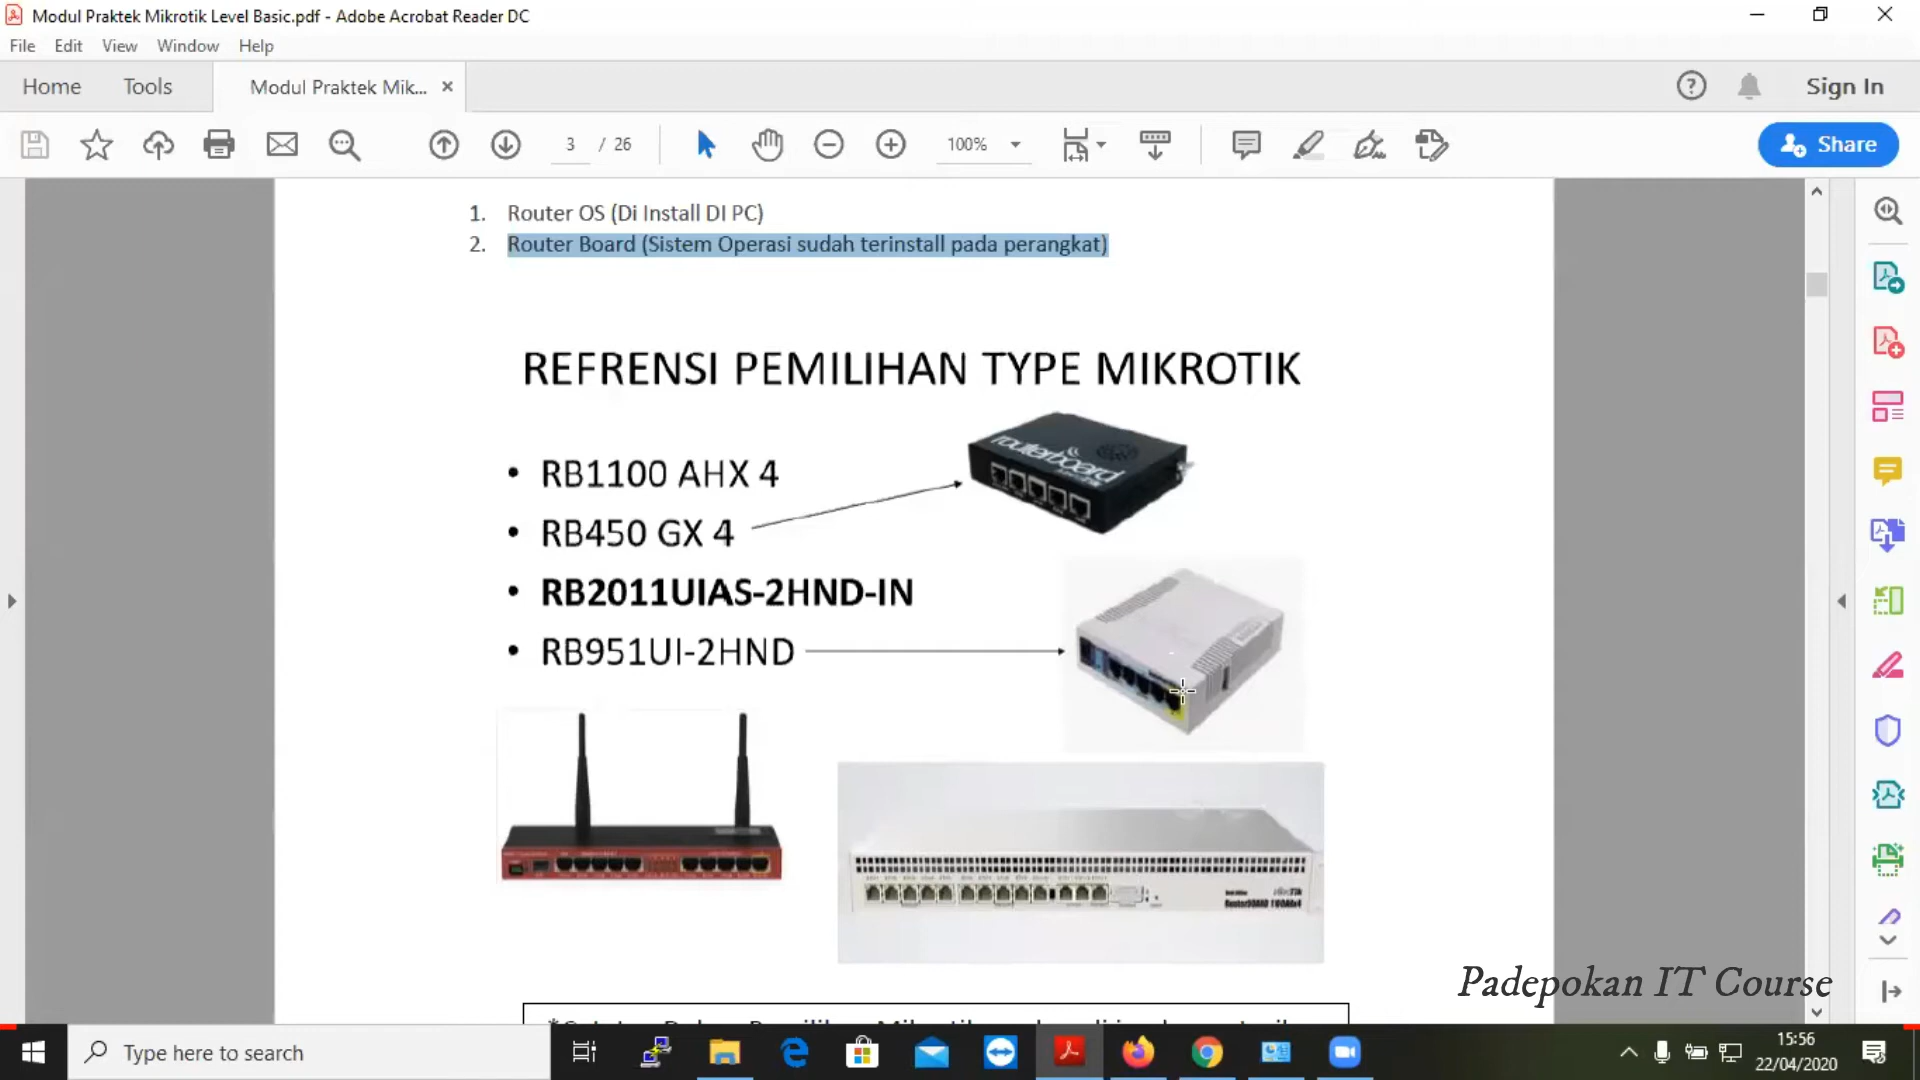 Modul Praktek Mikrotik Level Basic.pdf - Adobe Acrobat Reader DC
File Edit View Window Help
Home Tools Modul Praktek Mik... Sign In
3 / 26 100% Share
1. Router OS (Di Install DI PC)
2. Router Board (Sistem Operasi sudah terinstall pada perangkat)
REFRENSI PEMILIHAN TYPE MIKROTIK
• RB1100 AHX 4
• RB450 GX 4
• RB2011UIAS-2HND-IN
• RB951UI-2HND
routerboard
Padepokan IT Course
Type here to search
15:56
22/04/2020